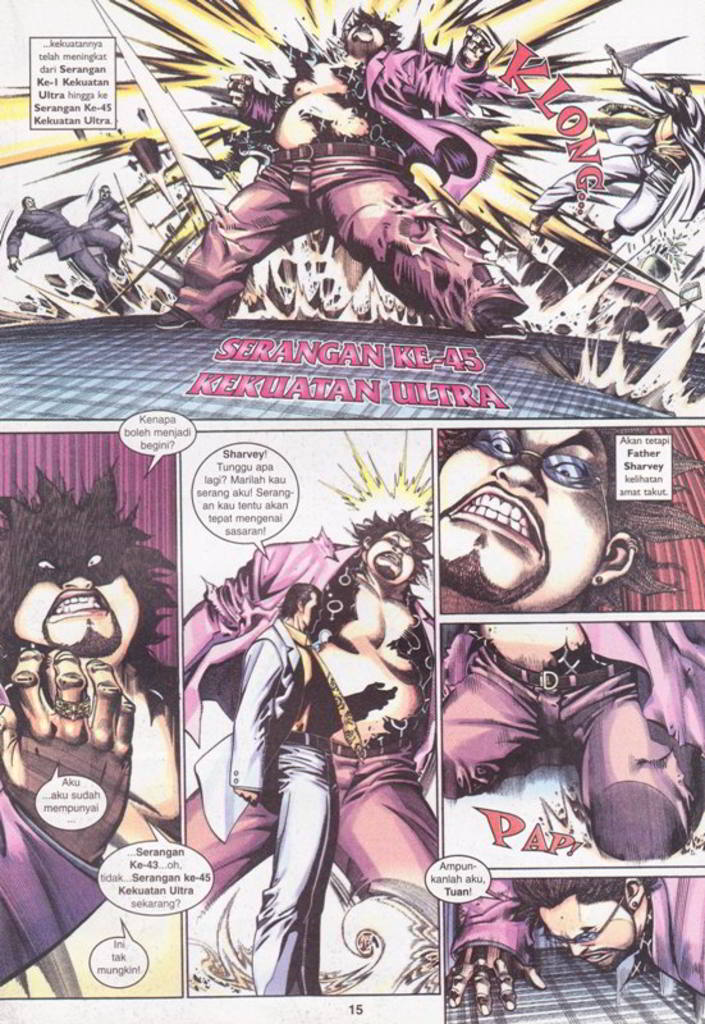 ...kekuatannya
telah meningkat
dari Serangan
Ke-1 Kekuatan
Ultra hingga ke
Serangan Ke-45
Kekuatan Ultra.
KLONG...
SERANGAN KE-45
KEKUATAN ULTRA
Kenapa
boleh menjadi
begini?
Aku
...aku sudah
mempunyai
...
...Serangan
Ke-43...oh,
tidak...Serangan ke-45
Kekuatan Ultra
sekarang?
Ini
tak
mungkin!
Sharvey!
Tunggu apa
lagi? Marilah kau
serang aku! Serang-
an kau akan
tepat mengenai
sasaran!
Akan tetapi
Father
Sharvey
kelihatan
amat takut.
D
PAP!
Ampun-
kanlah aku,
Tuan!
15